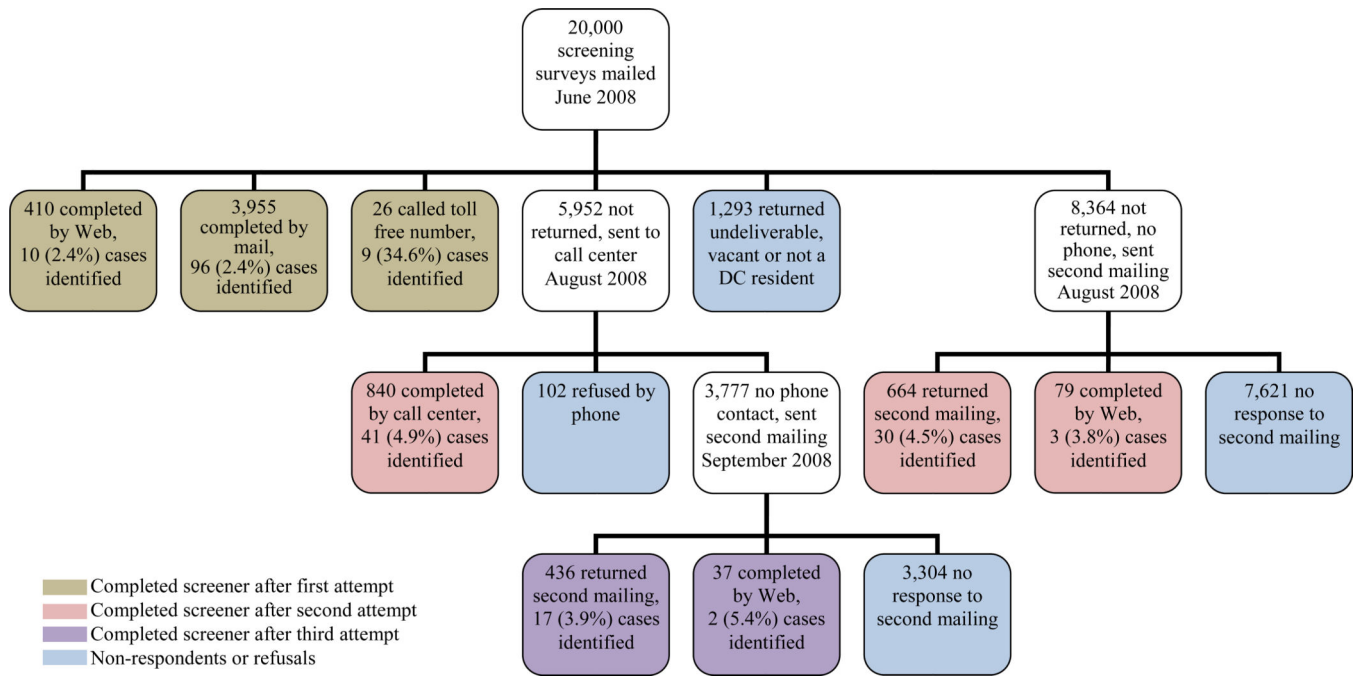 20,000
screening
surveys mailed
June 2008
410 completed
by Web,
10 (2.4%) cases
identified
3,955
completed by
mail,
96 (2.4%) cases
identified
26 called toll
free number,
9 (34.6%) cases
identified
5,952 not
returned, sent to
call center
August 2008
1,293 returned
undeliverable,
vacant or not a
DC resident
8,364 not
returned, no
phone, sent
second mailing
August 2008
840 completed
by call center,
41 (4.9%) cases
identified
102 refused by
phone
3,777 no phone
contact, sent
second mailing
September 2008
664 returned
second mailing,
30 (4.5%) cases
identified
79 completed
by Web,
3 (3.8%) cases
identified
7,621 no
response to
second mailing
436 returned
second mailing,
17 (3.9%) cases
identified
37 completed
by Web,
2 (5.4%) cases
identified
3,304 no
response to
second mailing
Completed screener after first attempt
Completed screener after second attempt
Completed screener after third attempt
Non-respondents or refusals